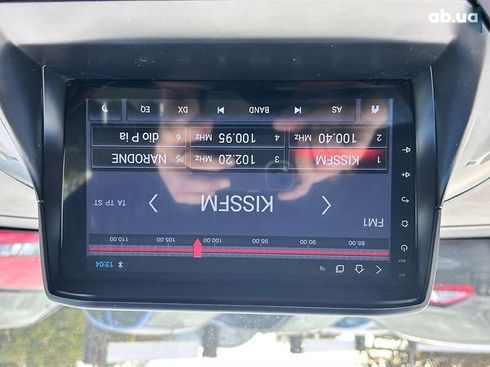 ab.ua
13:04
85.00 90.00 95.00 100.00 105.00 110.00
FM1
KISSFM
TA TP ST
1 KISSFM
3 102.20 MHz
5 NARODNE
2 100.40 MHz
4 100.95 MHz
6 dio P ia
AS
BAND
DX
EQ